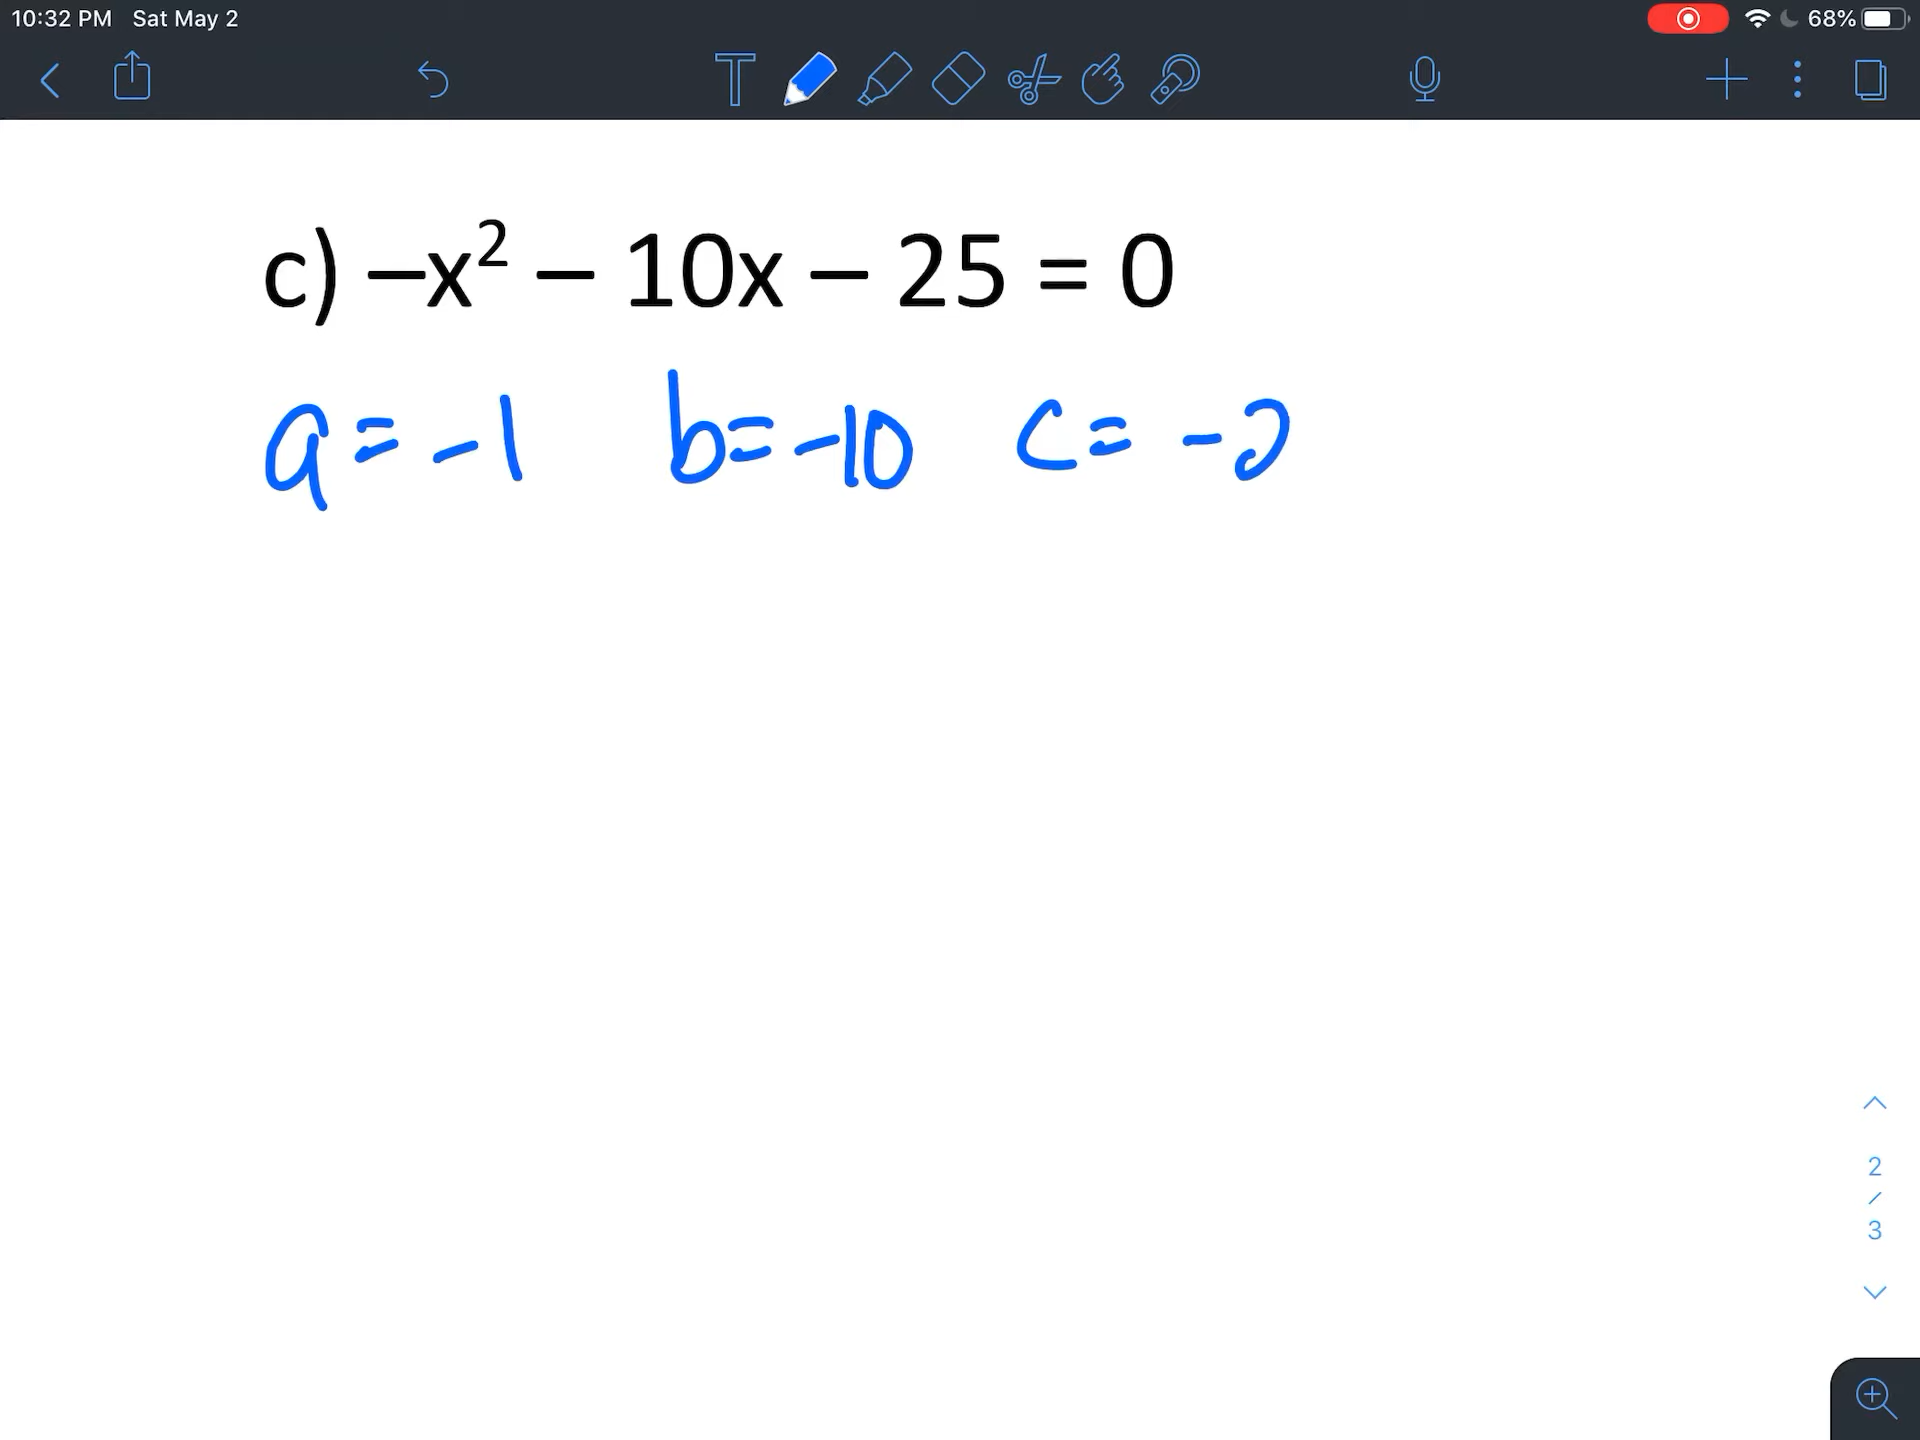 10:32 PM Sat May 2 68%
T
c) –x² – 10x – 25 = 0
a = -1 b = -10 c = -2
2
/
3